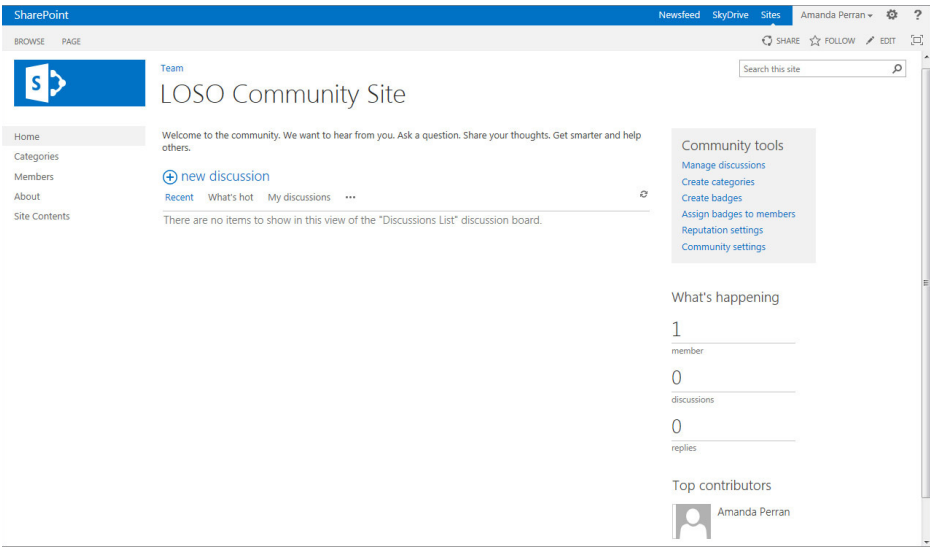 SharePoint
Newsfeed SkyDrive Sites Amanda Perran ?
BROWSE PAGE
SHARE FOLLOW EDIT
S
Team
LOSO Community Site
Search this site
Home
Categories
Members
About
Site Contents
Welcome to the community. We want to hear from you. Ask a question. Share your thoughts. Get smarter and help
others.
new discussion
Recent What's hot My discussions •••
There are no items to show in this view of the "Discussions List" discussion board.
Community tools
Manage discussions
Create categories
Create badges
Assign badges to members
Reputation settings
Community settings
What's happening
1
member
0
discussions
0
replies
Top contributors
Amanda Perran